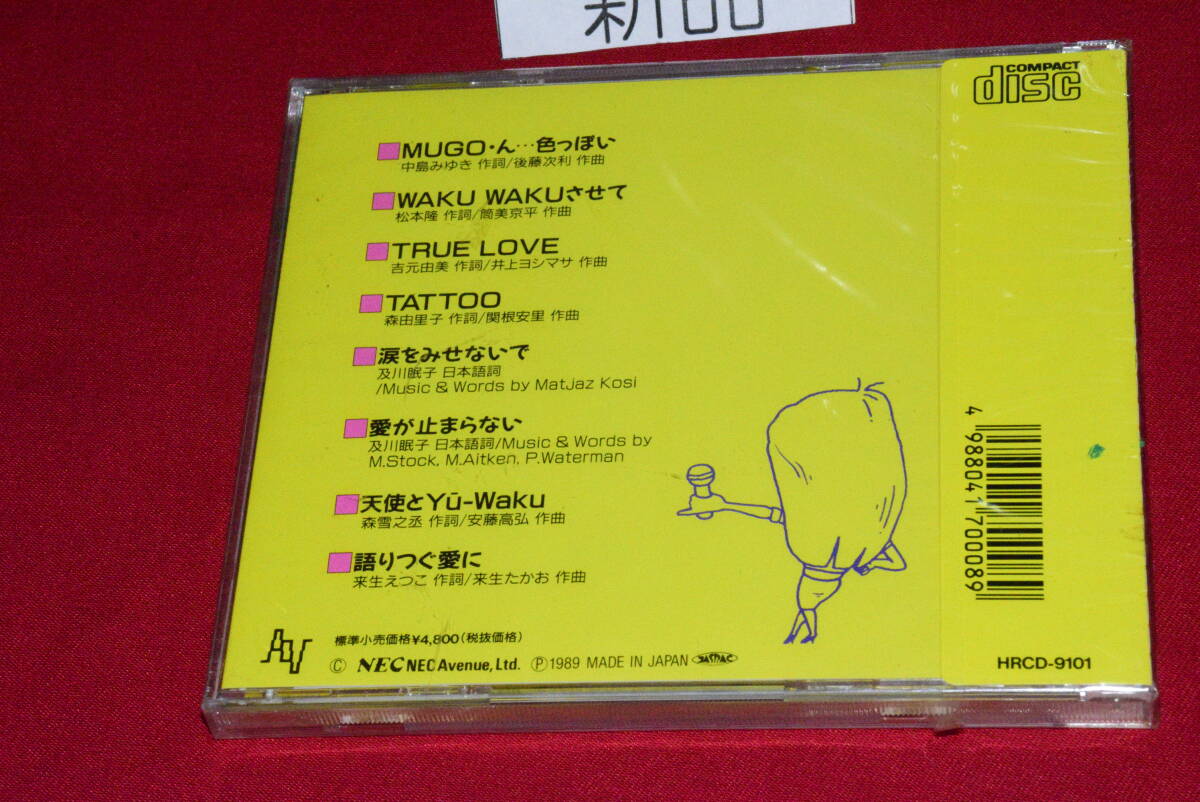 新100
COMPACT
disc
MUGO・ん…色っぽい
中島みゆき 作詞/後藤次利 作曲
WAKU WAKUさせて
松本隆 作詞/筒美京平 作曲
TRUE LOVE
吉元由美 作詞/井上ヨシマサ 作曲
TATTOO
森由里子 作詞/関根安里 作曲
涙をみせないで
及川眠子 日本語詞
/Music & Words by MatJaz Kosi
愛が止まらない
及川眠子 日本語詞/Music & Words by
M.Stock, M.Aitken, P.Waterman
天使とYū-Waku
森雪之丞 作詞/安藤高弘 作曲
語りつぐ愛に
来生えつこ 作詞/来生たかお 作曲
標準小売価格¥4,800(税抜価格)
AV
Ⓒ NEC NEC Avenue, Ltd. Ⓟ1989 MADE IN JAPAN JASRAC
4 988041 700089
HRCD-9101